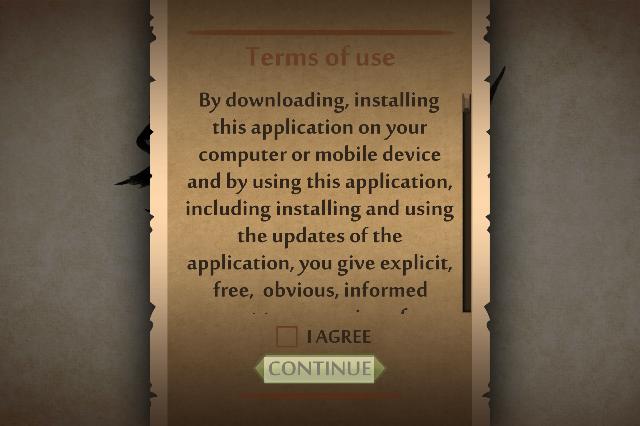 Terms of use
By downloading, installing
this application on your
computer or mobile device
and by using this application,
including installing and using
the updates of the
application, you give explicit,
free, obvious, informed
I AGREE
CONTINUE